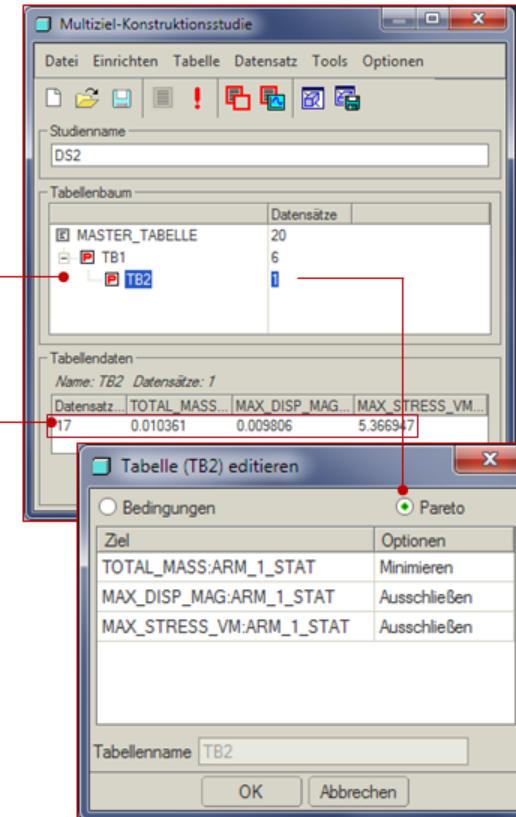 Multiziel-Konstruktionsstudie
Datei Einrichten Tabelle Datensatz Tools Optionen
Studienname
DS2
Tabellenbaum
Datensätze
MASTER_TABELLE 20
P TB1 6
P TB2 1
Tabellendaten
Name: TB2 Datensätze: 1
Datensatz... TOTAL_MASS... MAX_DISP_MAG... MAX_STRESS_VM...
17 0.010361 0.009806 5.366947
Tabelle (TB2) editieren
Bedingungen Pareto
Ziel Optionen
TOTAL_MASS:ARM_1_STAT Minimieren
MAX_DISP_MAG:ARM_1_STAT Ausschließen
MAX_STRESS_VM:ARM_1_STAT Ausschließen
Tabellenname TB2
OK Abbrechen